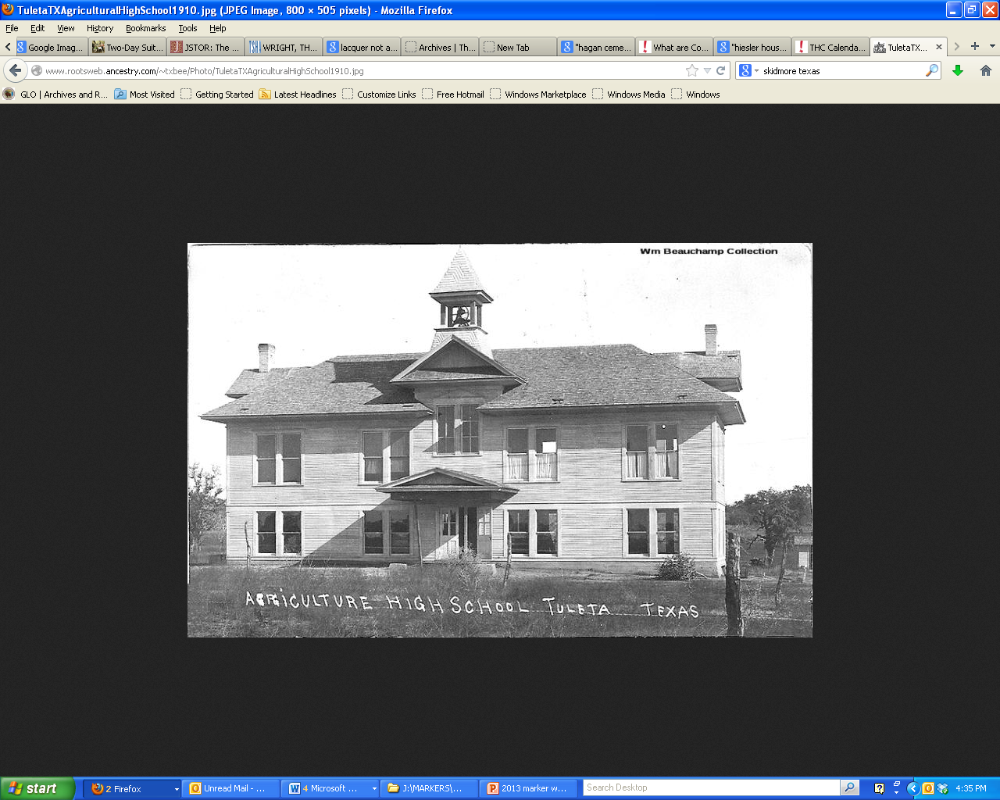 TuletaTXAgriculturalHighSchool1910.jpg (JPEG Image, 800 × 505 pixels) - Mozilla Firefox
File Edit View History Bookmarks Tools Help
Google Imag... Two-Day Suit... JSTOR: The ... WRIGHT, TH... lacquer not a... Archives | Th... New Tab "hagan ceme... What are Co... "hiesler hous... THC Calenda... TuletaTX...
www.rootsweb.ancestry.com/~txbee/Photo/TuletaTXAgriculturalHighSchool1910.jpg skidmore texas
GLO | Archives and R... Most Visited Getting Started Latest Headlines Customize Links Free Hotmail Windows Marketplace Windows Media Windows
Wm Beauchamp Collection
AGRICULTURE HIGH SCHOOL TULETA TEXAS
start 2 Firefox Unread Mail - ... 4 Microsoft ... J:\MARKERS\... 2013 marker w... Search Desktop 4:35 PM